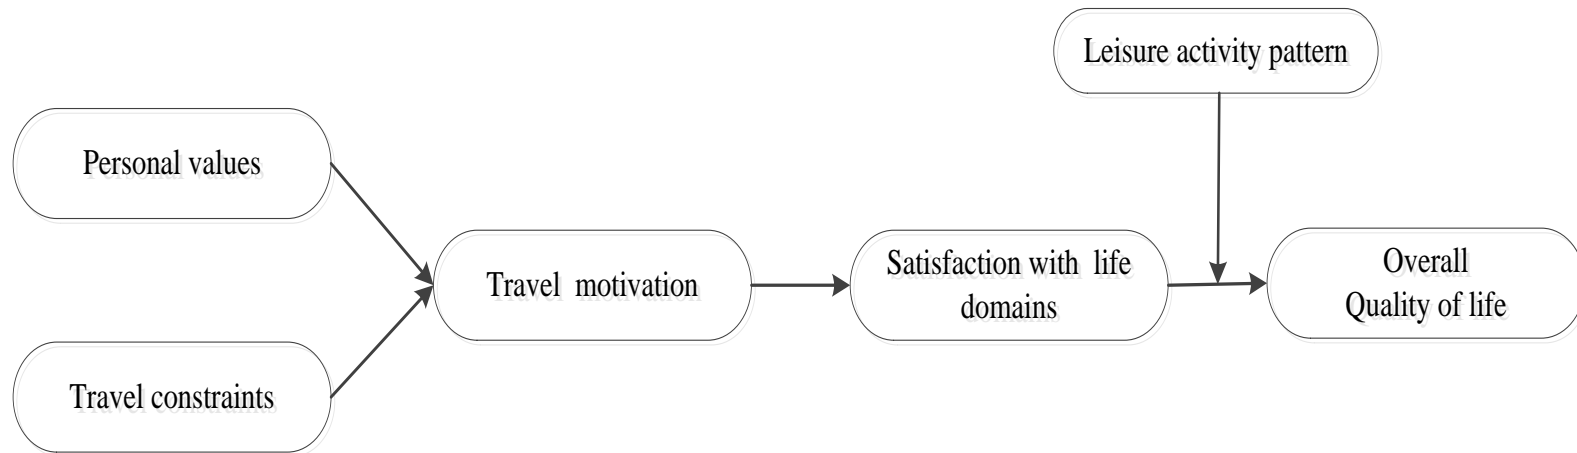 Leisure activity pattern
Personal values
Travel motivation
Satisfaction with life
domains
Overall
Quality of life
Travel constraints